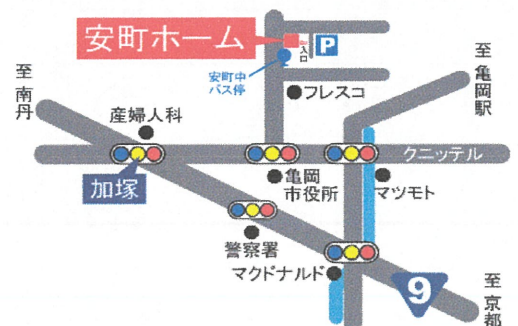 安町ホーム
入口
P
安町中
バス停
至亀岡駅
至南丹
フレスコ
産婦人科
クニッテル
加塚
亀岡
市役所
マツモト
警察署
マクドナルド
9
至京都